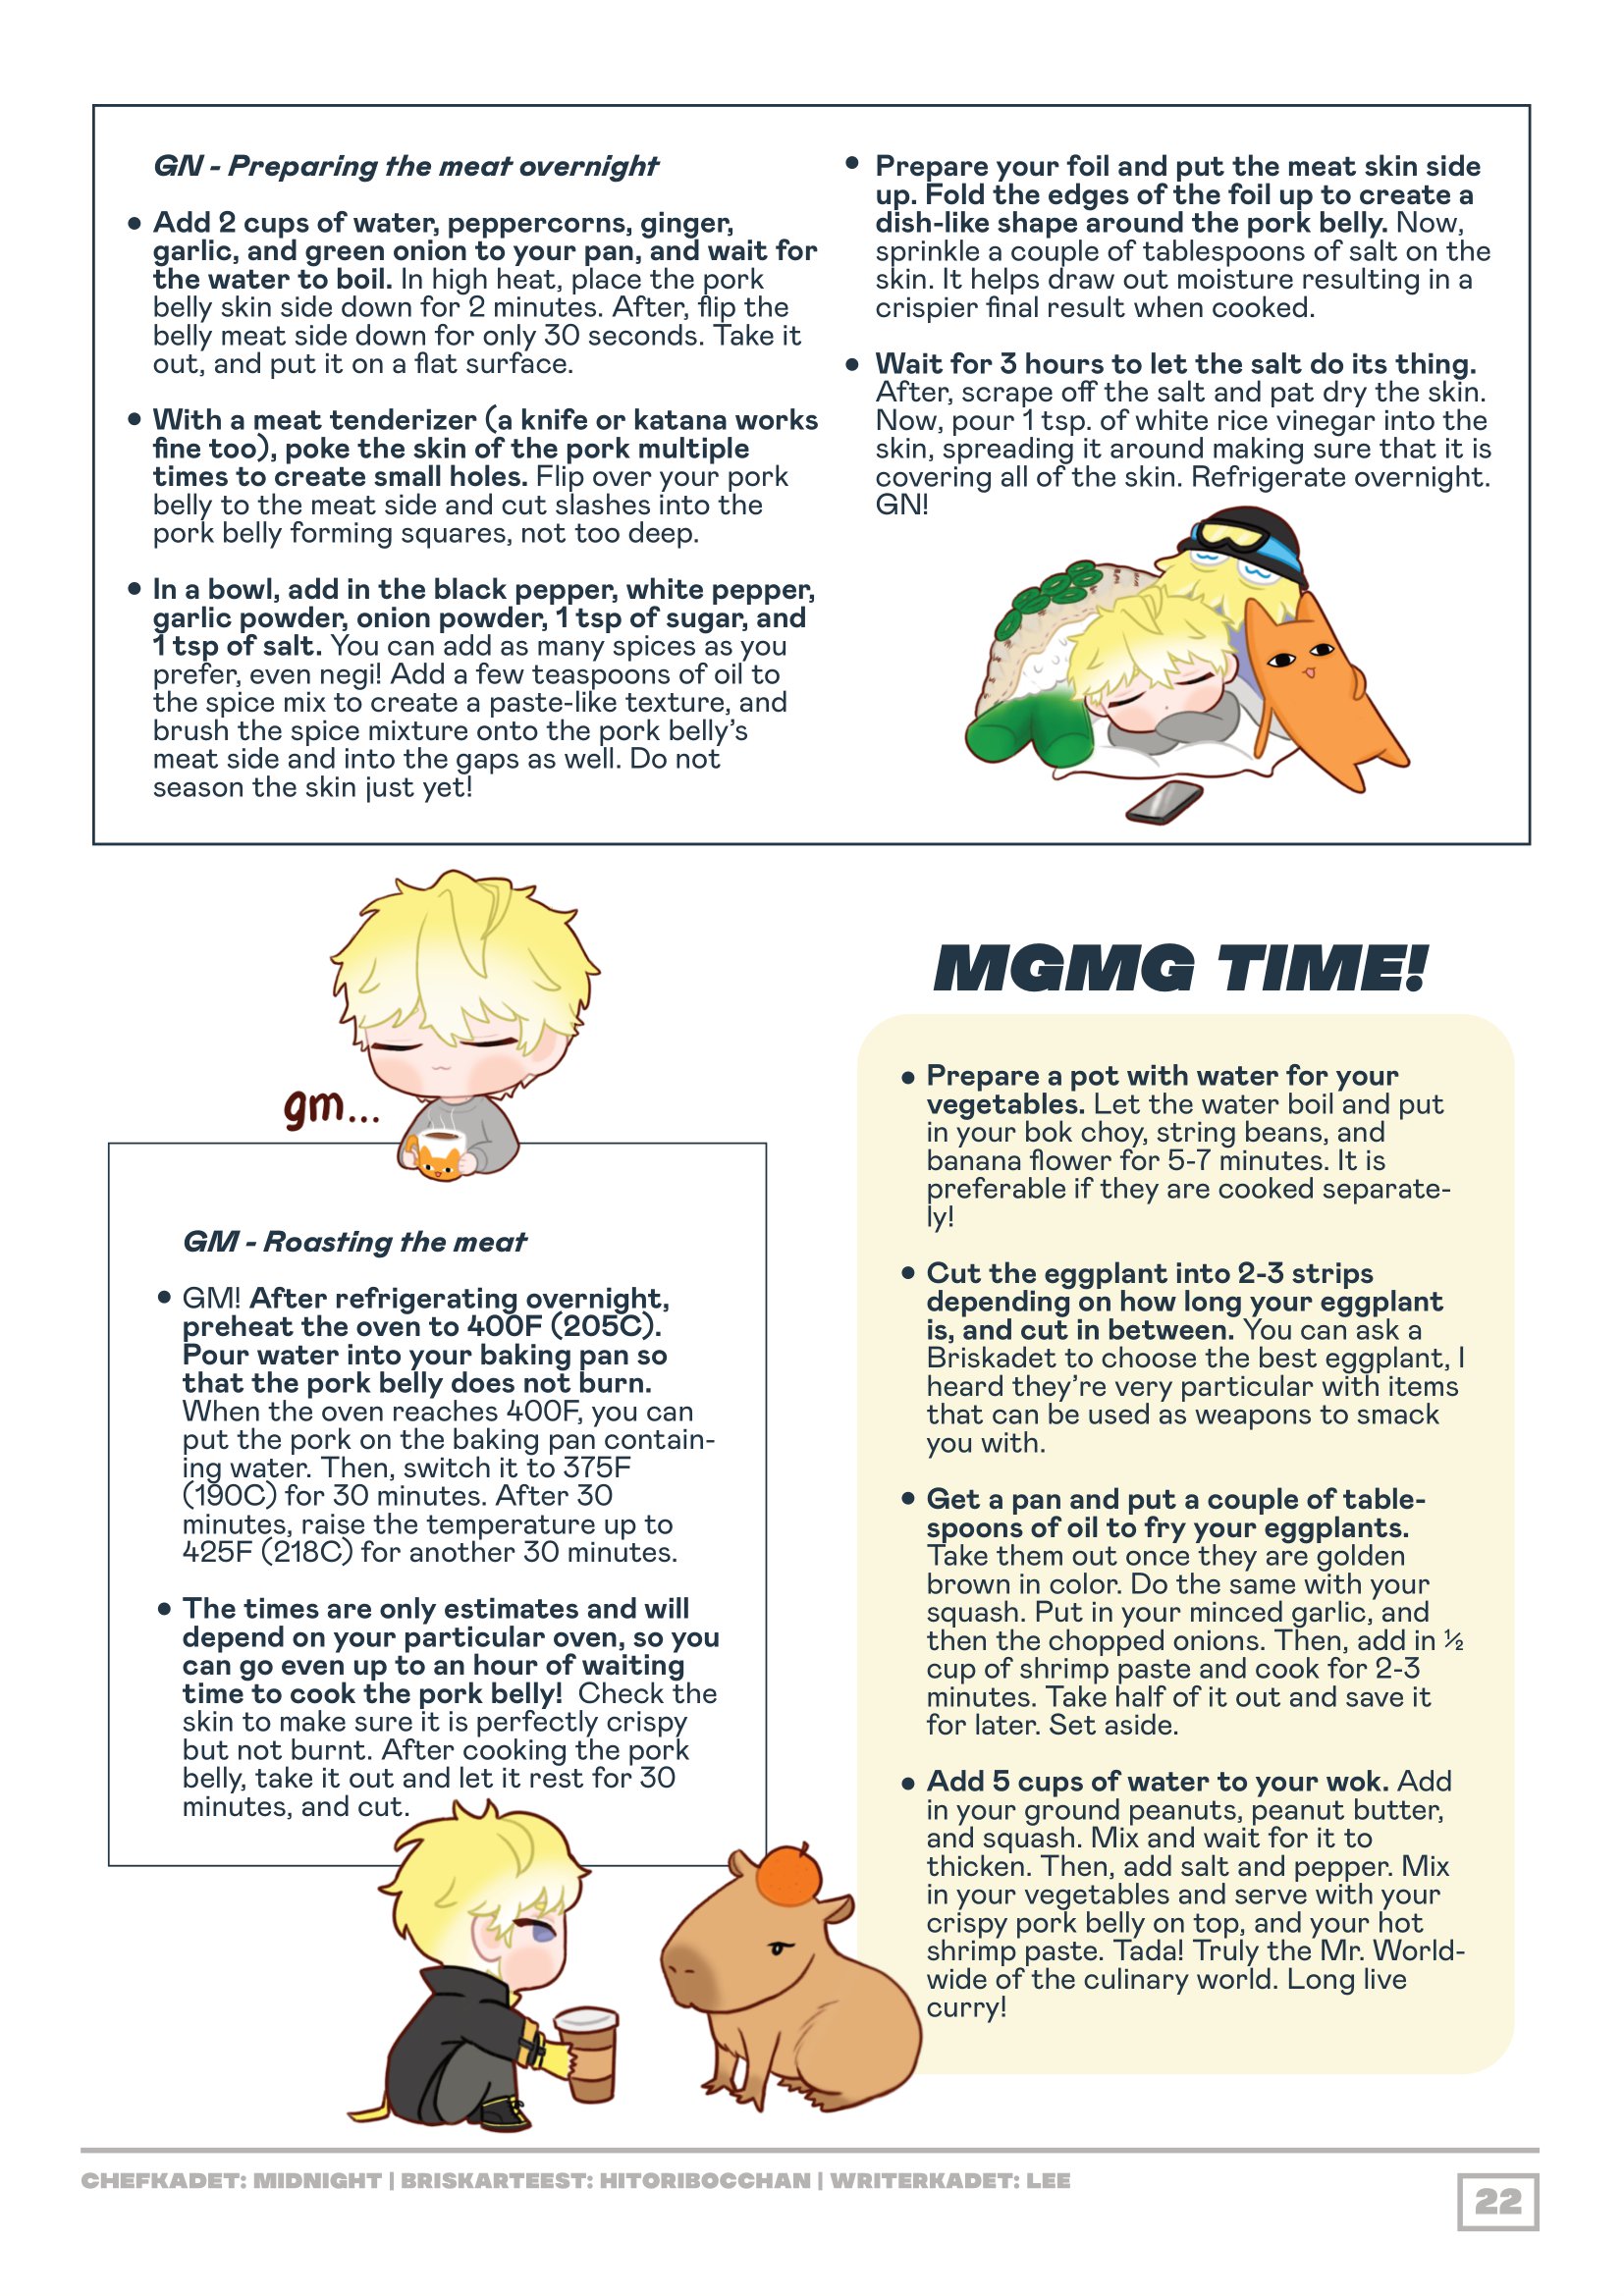 GN - Preparing the meat overnight
• Add 2 cups of water, peppercorns, ginger,
garlic, and green onion to your pan, and wait for
the water to boil. In high heat, place the pork
belly skin side down for 2 minutes. After, flip the
belly meat side down for only 30 seconds. Take it
out, and put it on a flat surface.
• With a meat tenderizer (a knife or katana works
fine too), poke the skin of the pork multiple
times to create small holes. Flip over your pork
belly to the meat side and cut slashes into the
pork belly forming squares, not too deep.
• In a bowl, add in the black pepper, white pepper,
garlic powder, onion powder, 1 tsp of sugar, and
1 tsp of salt. You can add as many spices as you
prefer, even negi! Add a few teaspoons of oil to
the spice mix to create a paste-like texture, and
brush the spice mixture onto the pork belly's
meat side and into the gaps as well. Do not
season the skin just yet!
• Prepare your foil and put the meat skin side
up. Fold the edges of the foil up to create a
dish-like shape around the pork belly. Now,
sprinkle a couple of tablespoons of salt on the
skin. It helps draw out moisture resulting in a
crispier final result when cooked.
• Wait for 3 hours to let the salt do its thing.
After, scrape off the salt and pat dry the skin.
Now, pour 1 tsp. of white rice vinegar into the
skin, spreading it around making sure that it is
covering all of the skin. Refrigerate overnight.
GN!
gm...
GM - Roasting the meat
• GM! After refrigerating overnight,
preheat the oven to 400F (205C).
Pour water into your baking pan so
that the pork belly does not burn.
When the oven reaches 400F, you can
put the pork on the baking pan contain-
ing water. Then, switch it to 375F
(190C) for 30 minutes. After 30
minutes, raise the temperature up to
425F (218C) for another 30 minutes.
• The times are only estimates and will
depend on your particular oven, so you
can go even up to an hour of waiting
time to cook the pork belly! Check the
skin to make sure it is perfectly crispy
but not burnt. After cooking the pork
belly, take it out and let it rest for 30
minutes, and cut.
MGMG TIME!
• Prepare a pot with water for your
vegetables. Let the water boil and put
in your bok choy, string beans, and
banana flower for 5-7 minutes. It is
preferable if they are cooked separate-
ly!
• Cut the eggplant into 2-3 strips
depending on how long your eggplant
is, and cut in between. You can ask a
Briskadet to choose the best eggplant, I
heard they're very particular with items
that can be used as weapons to smack
you with.
• Get a pan and put a couple of table-
spoons of oil to fry your eggplants.
Take them out once they are golden
brown in color. Do the same with your
squash. Put in your minced garlic, and
then the chopped onions. Then, add in ½
cup of shrimp paste and cook for 2-3
minutes. Take half of it out and save it
for later. Set aside.
• Add 5 cups of water to your wok. Add
in your ground peanuts, peanut butter,
and squash. Mix and wait for it to
thicken. Then, add salt and pepper. Mix
in your vegetables and serve with your
crispy pork belly on top, and your hot
shrimp paste. Tada! Truly the Mr. World-
wide of the culinary world. Long live
curry!
CHEFKADET: MIDNIGHT | BRISKARTEEST: HITORIBOCCHAN | WRITERKADET: LEE
22